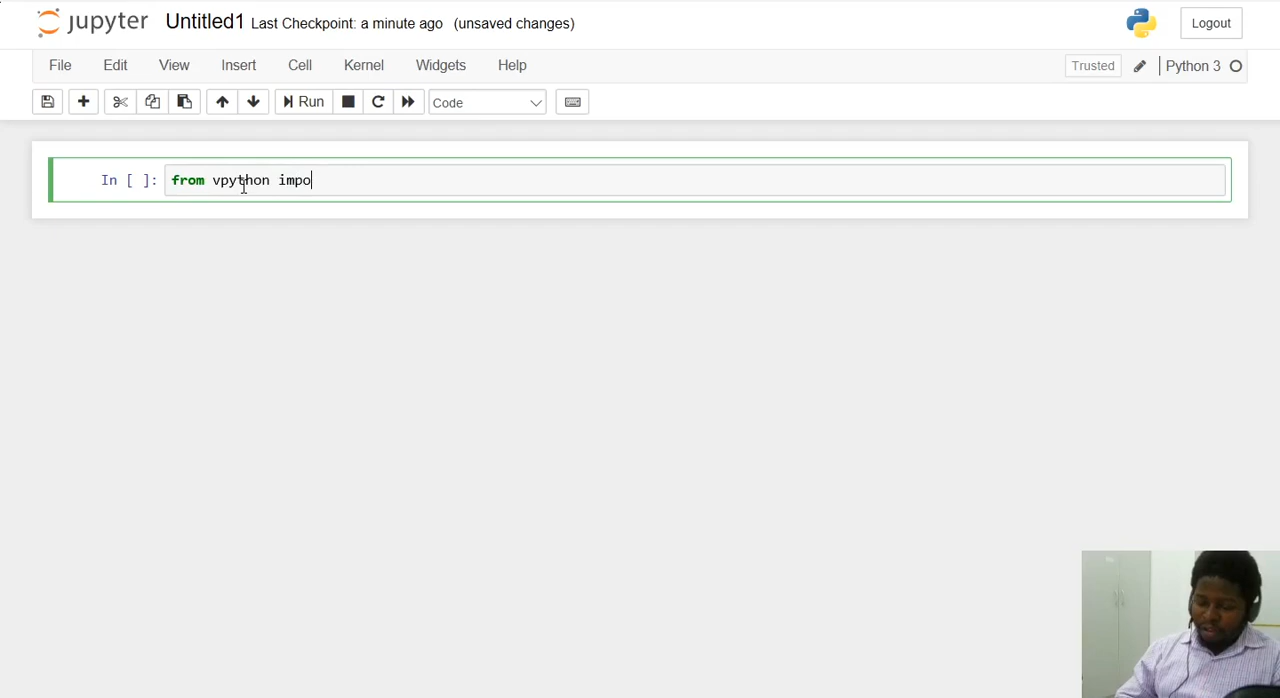 jupyter Untitled1 Last Checkpoint: a minute ago (unsaved changes) Logout
File Edit View Insert Cell Kernel Widgets Help Trusted Python 3
Run Code
In [ ]: from vpython impo